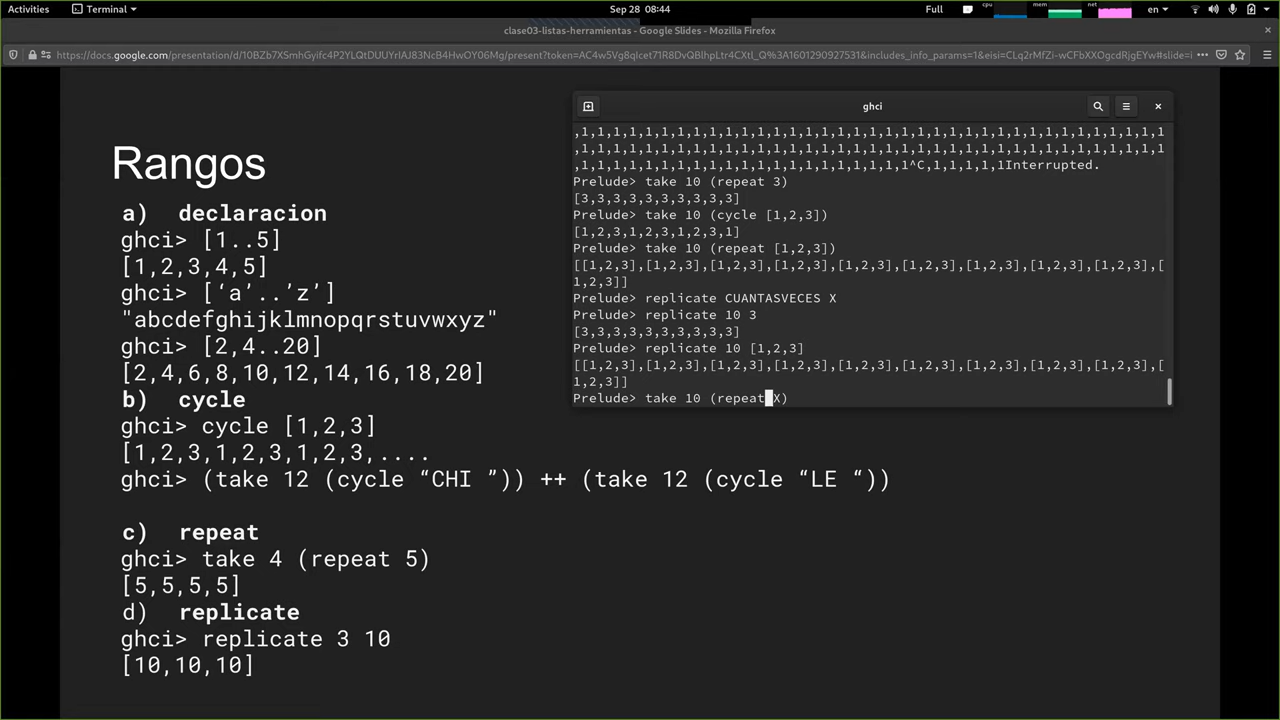 Activities
Terminal
Sep 28 08:44
Full
cpu
mem
net
en
clase03-listas-herramientas - Google Slides - Mozilla Firefox
Rangos
a) declaracion
ghci> [1..5]
[1,2,3,4,5]
ghci> [‘a’..’z’]
"abcdefghijklmnopqrstuvwxyz"
ghci> [2,4..20]
[2,4,6,8,10,12,14,16,18,20]
b) cycle
ghci> cycle [1,2,3]
[1,2,3,1,2,3,1,2,3,....
ghci> (take 12 (cycle “CHI ”)) ++ (take 12 (cycle “LE “))
c) repeat
ghci> take 4 (repeat 5)
[5,5,5,5]
d) replicate
ghci> replicate 3 10
[10,10,10]
ghci
,1,1,1,1,1,1,1,1,1,1,1,1,1,1,1,1,1,1,1,1,1,1,1,1,1,1,1,1,1,1,1,1,1,1,1,1,1
,1,1,1,1,1,1,1,1,1,1,1,1,1,1,1,1,1,1,1,1,1,1,1,1,1,1,1,1,1,1,1,1,1,1,1,1,1
,1,1,1,1,1,1,1,1,1,1,1,1,1,1,1,1,1,1,1,1,1^C,1,1,1,1,1Interrupted.
Prelude> take 10 (repeat 3)
[3,3,3,3,3,3,3,3,3,3]
Prelude> take 10 (cycle [1,2,3])
[1,2,3,1,2,3,1,2,3,1]
Prelude> take 10 (repeat [1,2,3])
[[1,2,3],[1,2,3],[1,2,3],[1,2,3],[1,2,3],[1,2,3],[1,2,3],[1,2,3],[1,2,3],[
1,2,3]]
Prelude> replicate CUANTASVECES X
Prelude> replicate 10 3
[3,3,3,3,3,3,3,3,3,3]
Prelude> replicate 10 [1,2,3]
[[1,2,3],[1,2,3],[1,2,3],[1,2,3],[1,2,3],[1,2,3],[1,2,3],[1,2,3],[1,2,3],[
1,2,3]]
Prelude> take 10 (repeat X)